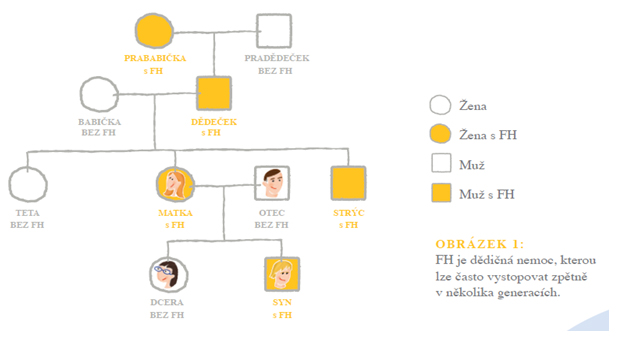 PRABABIČKA
s FH
PRADĚDEČEK
BEZ FH
BABIČKA
BEZ FH
DĚDEČEK
s FH
TETA
BEZ FH
MATKA
s FH
OTEC
BEZ FH
STRÝC
s FH
DCERA
BEZ FH
SYN
s FH
Žena
Žena s FH
Muž
Muž s FH
OBRÁZEK 1:
FH je dědičná nemoc, kterou
lze často vystopovat zpětně
v několika generacích.